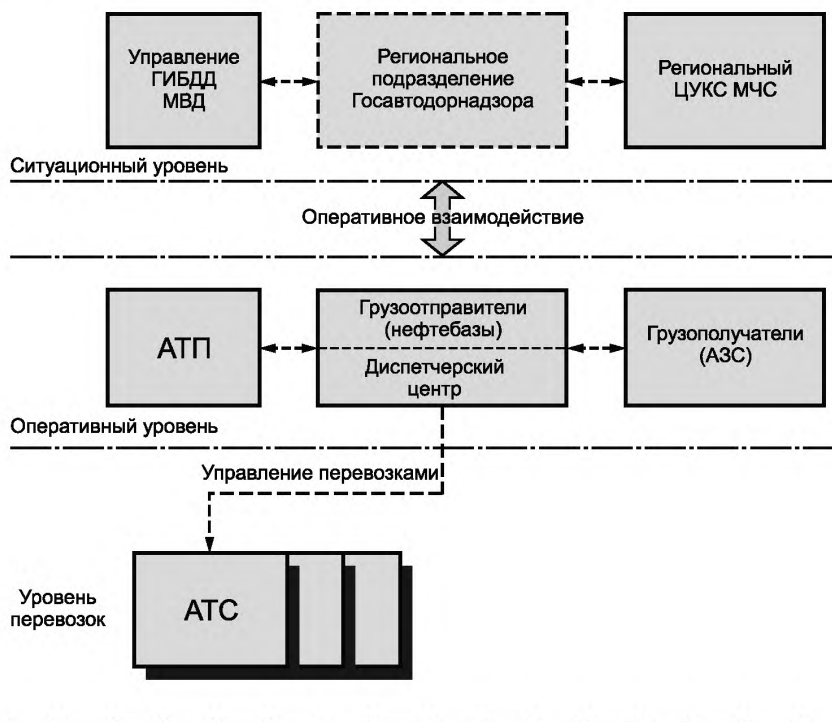 Управление
ГИБДД
МВД
Региональное
подразделение
Госавтодорнадзора
Региональный
ЦУКС МЧС
Ситуационный уровень
Оперативное взаимодействие
АТП
Грузоотправители
(нефтебазы)
Диспетчерский
центр
Грузополучатели
(АЗС)
Оперативный уровень
Управление перевозками
Уровень
перевозок
АТС